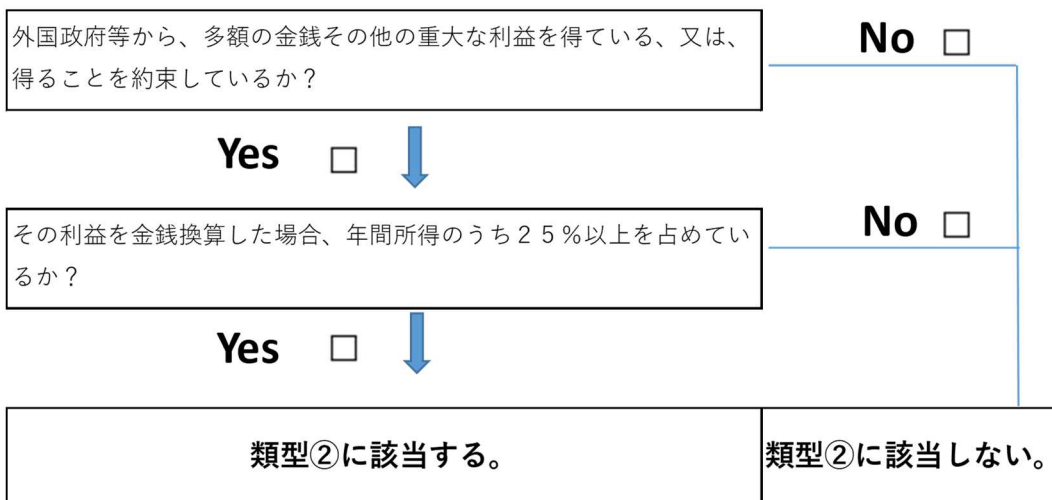 外国政府等から、多額の金銭その他の重大な利益を得ている、又は、
得ることを約束しているか？
No □
Yes □
その利益を金銭換算した場合、年間所得のうち２５％以上を占めてい
るか？
No □
Yes □
類型②に該当する。
類型②に該当しない。